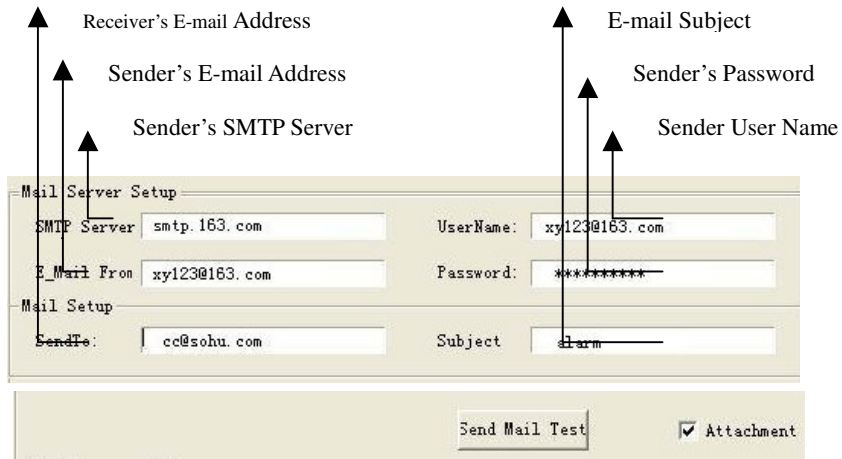 Receiver's E-mail Address E-mail Subject
Sender's E-mail Address Sender's Password
Sender's SMTP Server Sender User Name
Mail Server Setup
SMTP Server smtp.163.com UserName: xy123@163.com
E_Mail From xy123@163.com Password: **********
Mail Setup
SendTo: cc@sohu.com Subject alarm
Send Mail Test Attachment